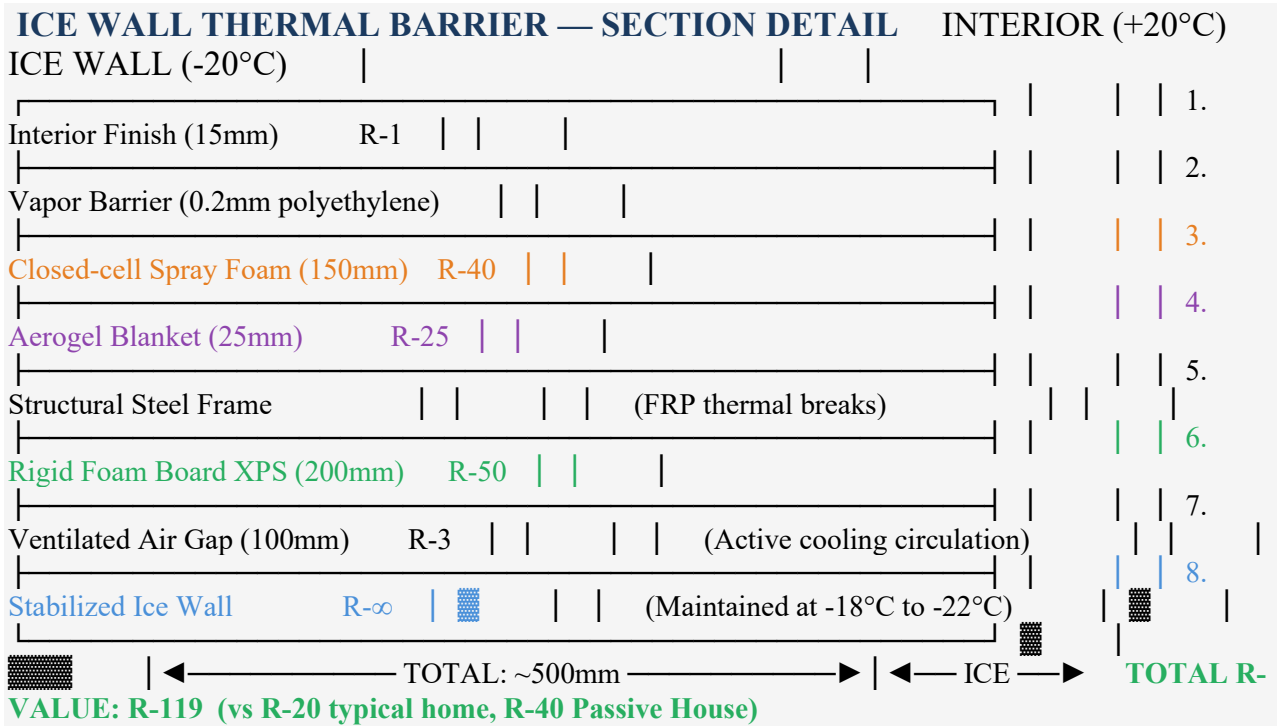 ICE WALL THERMAL BARRIER — SECTION DETAIL INTERIOR (+20°C)
ICE WALL (-20°C) │ │ │
┌──────────────────────────────┐ │ │ │ 1.
Interior Finish (15mm) R-1 │ │ │
├──────────────────────────────┤ │ │ │ 2.
Vapor Barrier (0.2mm polyethylene) │ │ │
├──────────────────────────────┤ │ │ │ 3.
Closed-cell Spray Foam (150mm) R-40 │ │ │
├──────────────────────────────┤ │ │ │ 4.
Aerogel Blanket (25mm) R-25 │ │ │
├──────────────────────────────┤ │ │ │ 5.
Structural Steel Frame │ │ │ │ (FRP thermal breaks) │ │ │
├──────────────────────────────┤ │ │ │ 6.
Rigid Foam Board XPS (200mm) R-50 │ │ │
├──────────────────────────────┤ │ │ │ 7.
Ventilated Air Gap (100mm) R-3 │ │ │ │ (Active cooling circulation) │ │ │
├──────────────────────────────┤ │ │ │ 8.
Stabilized Ice Wall R-∞ │ ▓ │ │ (Maintained at -18°C to -22°C) │ ▓ │
└──────────────────────────────┘ ▓ │
▓▓▓ │◄── TOTAL: ~500mm ──►│◄── ICE ──► TOTAL R-
VALUE: R-119 (vs R-20 typical home, R-40 Passive House)